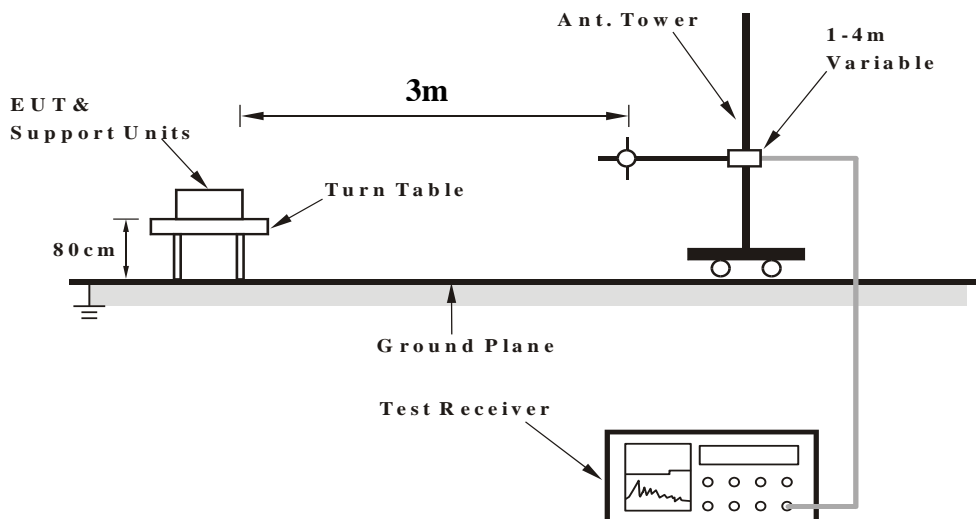 Ant. Tower
1-4m
Variable
3m
EUT &
Support Units
Turn Table
80cm
Ground Plane
Test Receiver